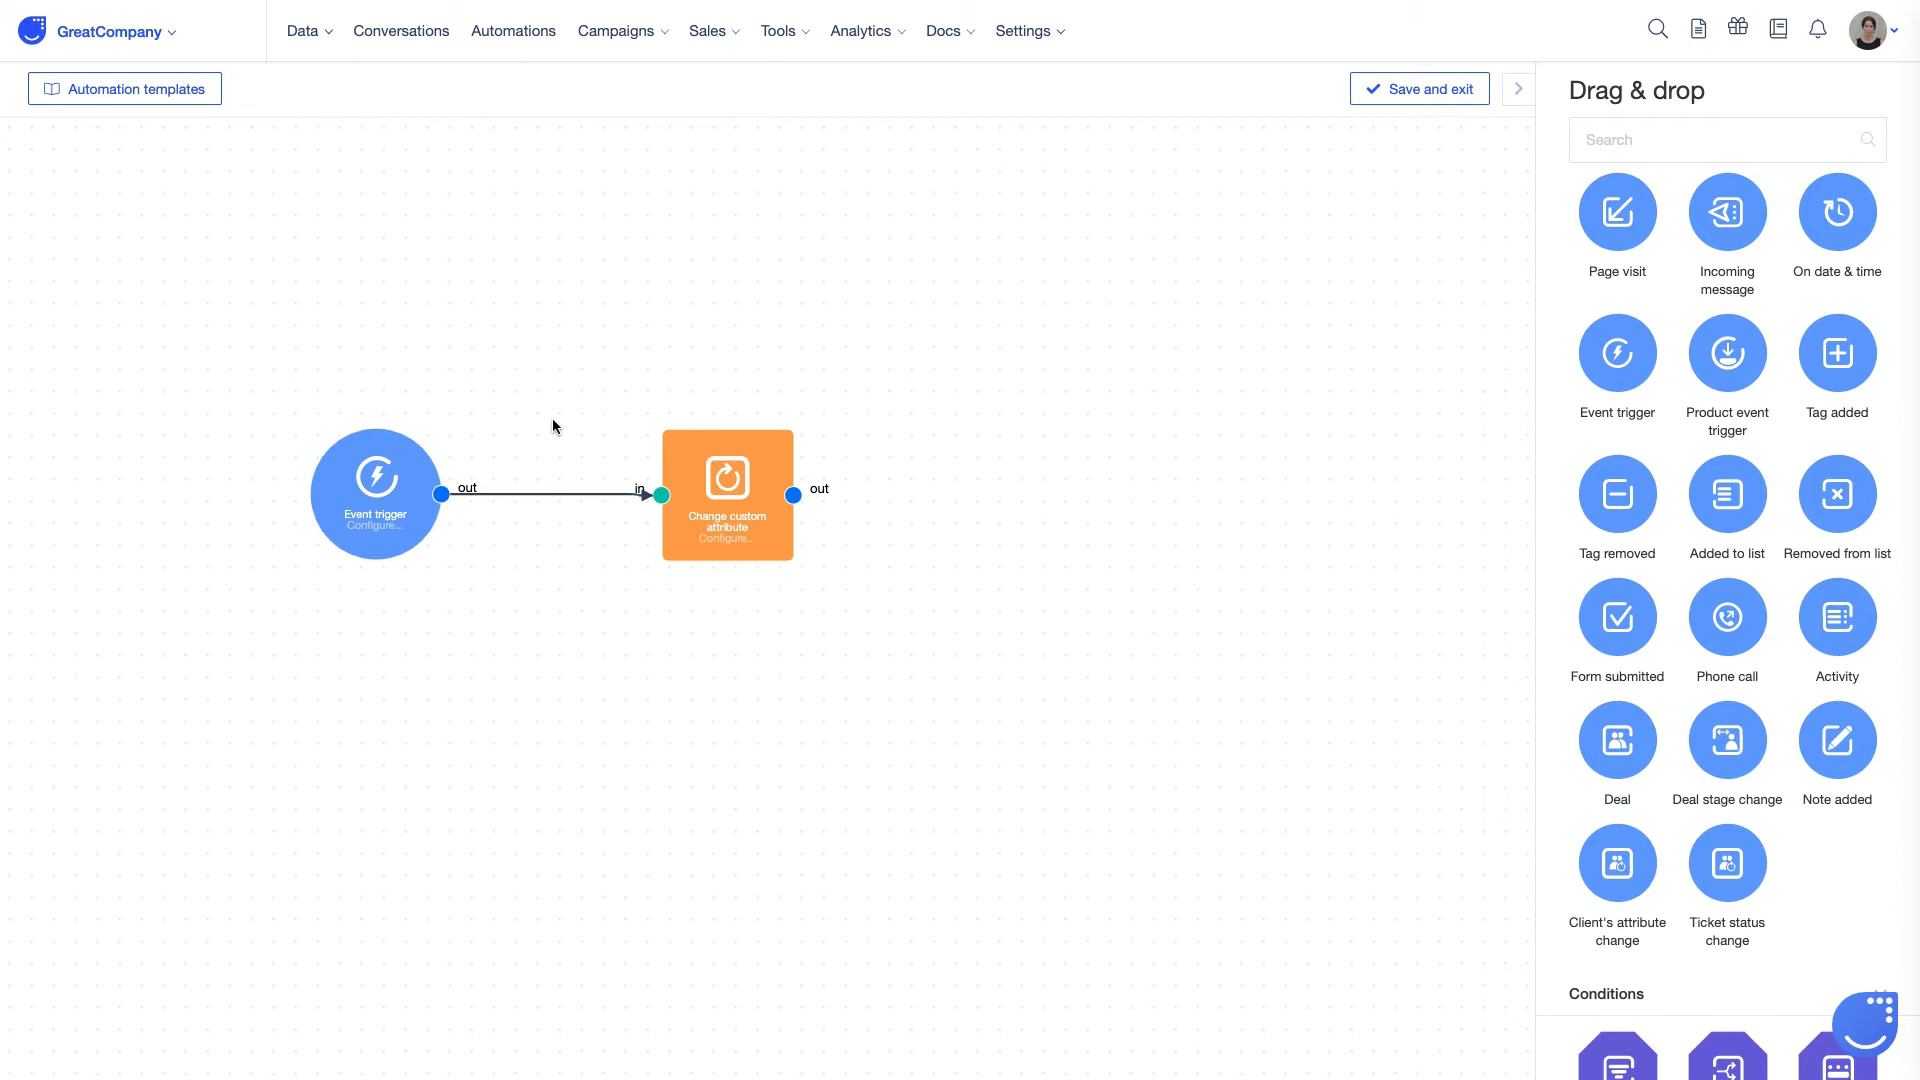 GreatCompany
Data
Conversations
Automations
Campaigns
Sales
Tools
Analytics
Docs
Settings
Automation templates
Save and exit
Drag & drop
Search
Page visit
Incoming
message
On date & time
Event trigger
Product event
trigger
Tag added
Tag removed
Added to list
Removed from list
Form submitted
Phone call
Activity
Deal
Deal stage change
Note added
Client's attribute
change
Ticket status
change
Conditions
Event trigger
Configure...
out
in
Change custom
attribute
Configure...
out